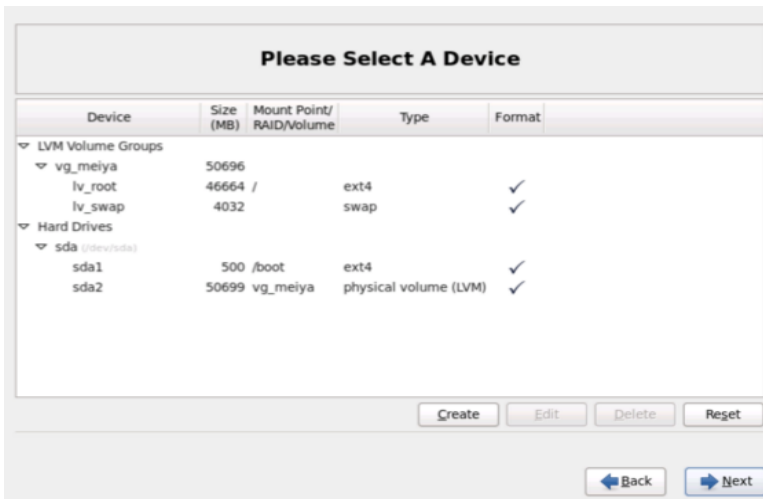 Please Select A Device
Device Size (MB) Mount Point/ RAID/Volume Type Format
LVM Volume Groups
vg_meiya 50696
lv_root 46664 / ext4
lv_swap 4032 swap
Hard Drives
sda (/dev/sda)
sda1 500 /boot ext4
sda2 50699 vg_meiya physical volume (LVM)
Create Edit Delete Reset
Back Next